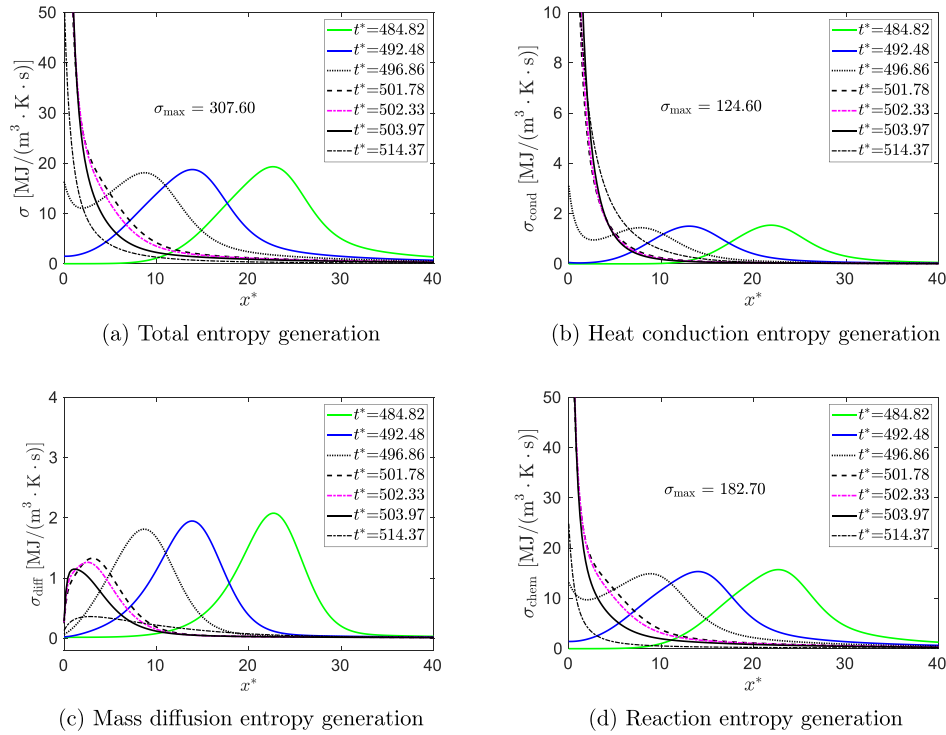 50
40
30
20
10
0
σ [MJ/(m³ · K · s)]
σmax = 307.60
t*=484.82
t*=492.48
t*=496.86
t*=501.78
t*=502.33
t*=503.97
t*=514.37
0 10 20 30 40
x*
(a) Total entropy generation
10
8
6
4
2
0
σcond [MJ/(m³ · K · s)]
σmax = 124.60
t*=484.82
t*=492.48
t*=496.86
t*=501.78
t*=502.33
t*=503.97
t*=514.37
0 10 20 30 40
x*
(b) Heat conduction entropy generation
4
3
2
1
0
σdiff [MJ/(m³ · K · s)]
t*=484.82
t*=492.48
t*=496.86
t*=501.78
t*=502.33
t*=503.97
t*=514.37
0 10 20 30 40
x*
(c) Mass diffusion entropy generation
50
40
30
20
10
0
σchem [MJ/(m³ · K · s)]
σmax = 182.70
t*=484.82
t*=492.48
t*=496.86
t*=501.78
t*=502.33
t*=503.97
t*=514.37
0 10 20 30 40
x*
(d) Reaction entropy generation